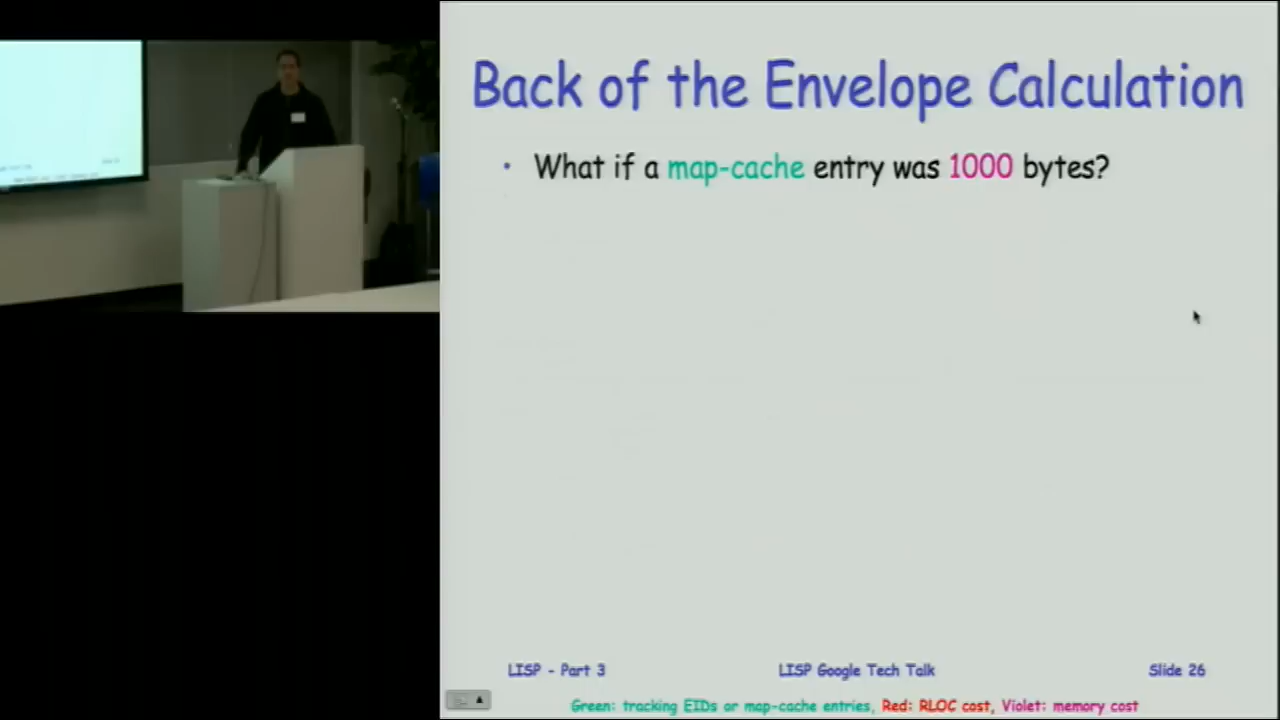 Back of the Envelope Calculation
• What if a map-cache entry was 1000 bytes?
LISP - Part 3
LISP Google Tech Talk
Slide 26
Green: tracking EIDs or map-cache entries, Red: RLOC cost, Violet: memory cost